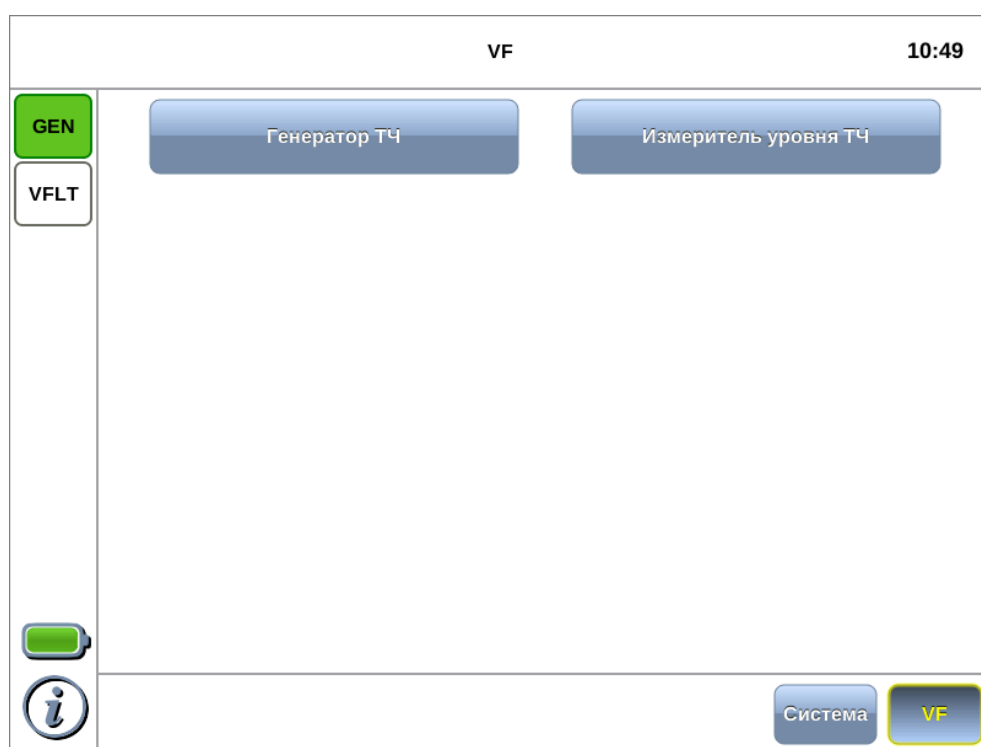 VF
10:49
GEN
Генератор ТЧ
Измеритель уровня ТЧ
VFLT
i
Система
VF